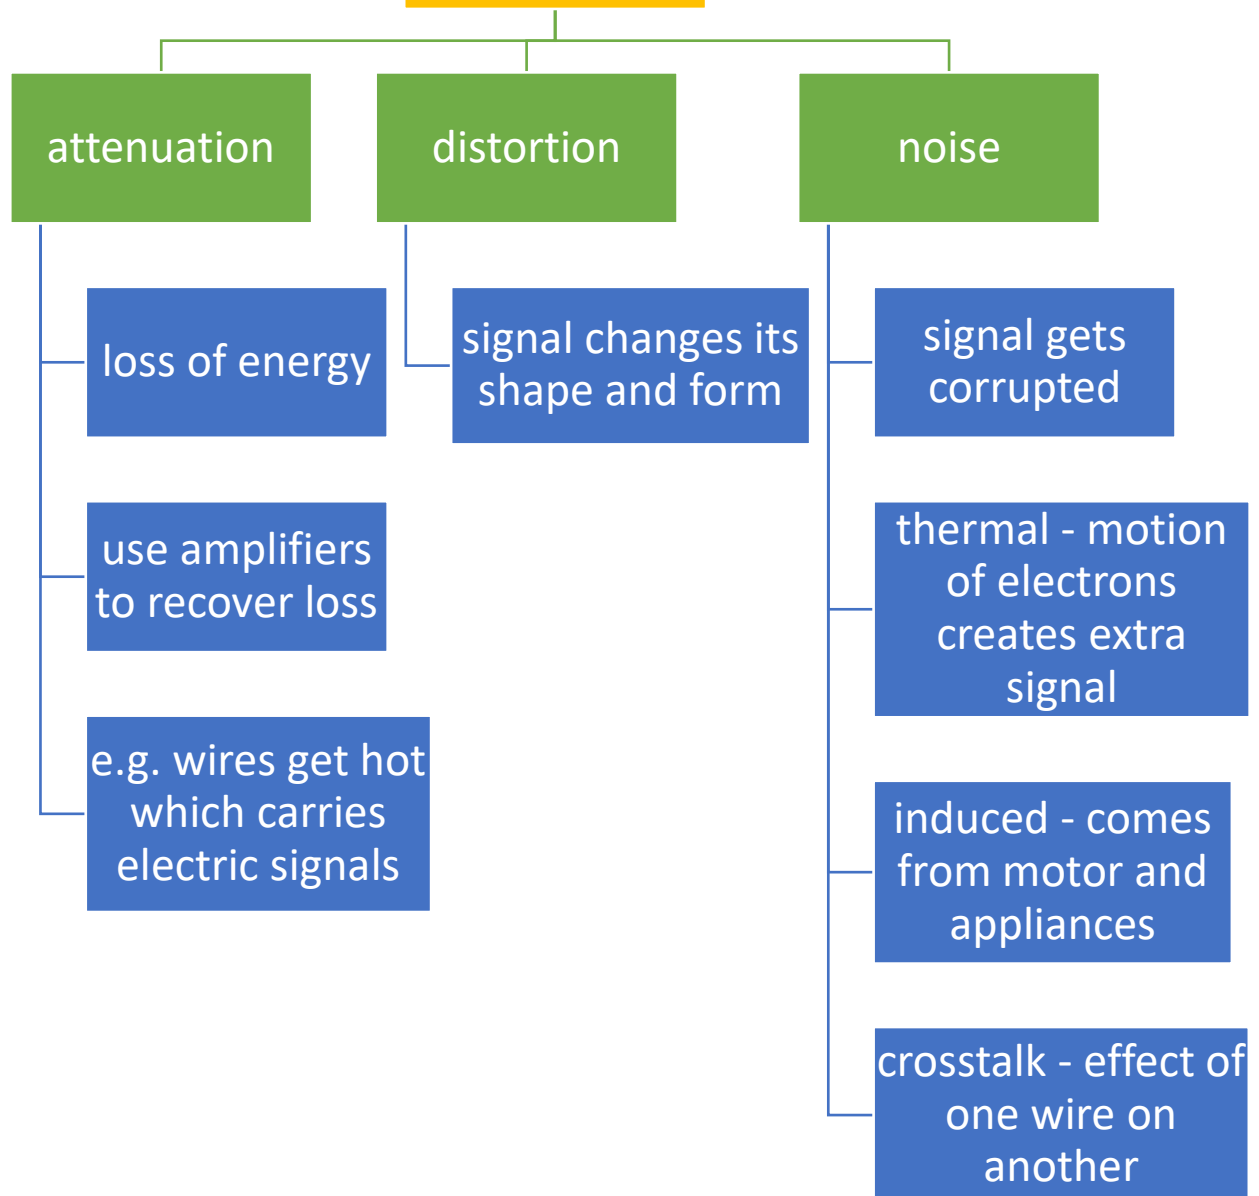 attenuation
distortion
noise
loss of energy
use amplifiers
to recover loss
e.g. wires get hot
which carries
electric signals
signal changes its
shape and form
signal gets
corrupted
thermal - motion
of electrons
creates extra
signal
induced - comes
from motor and
appliances
crosstalk - effect of
one wire on
another